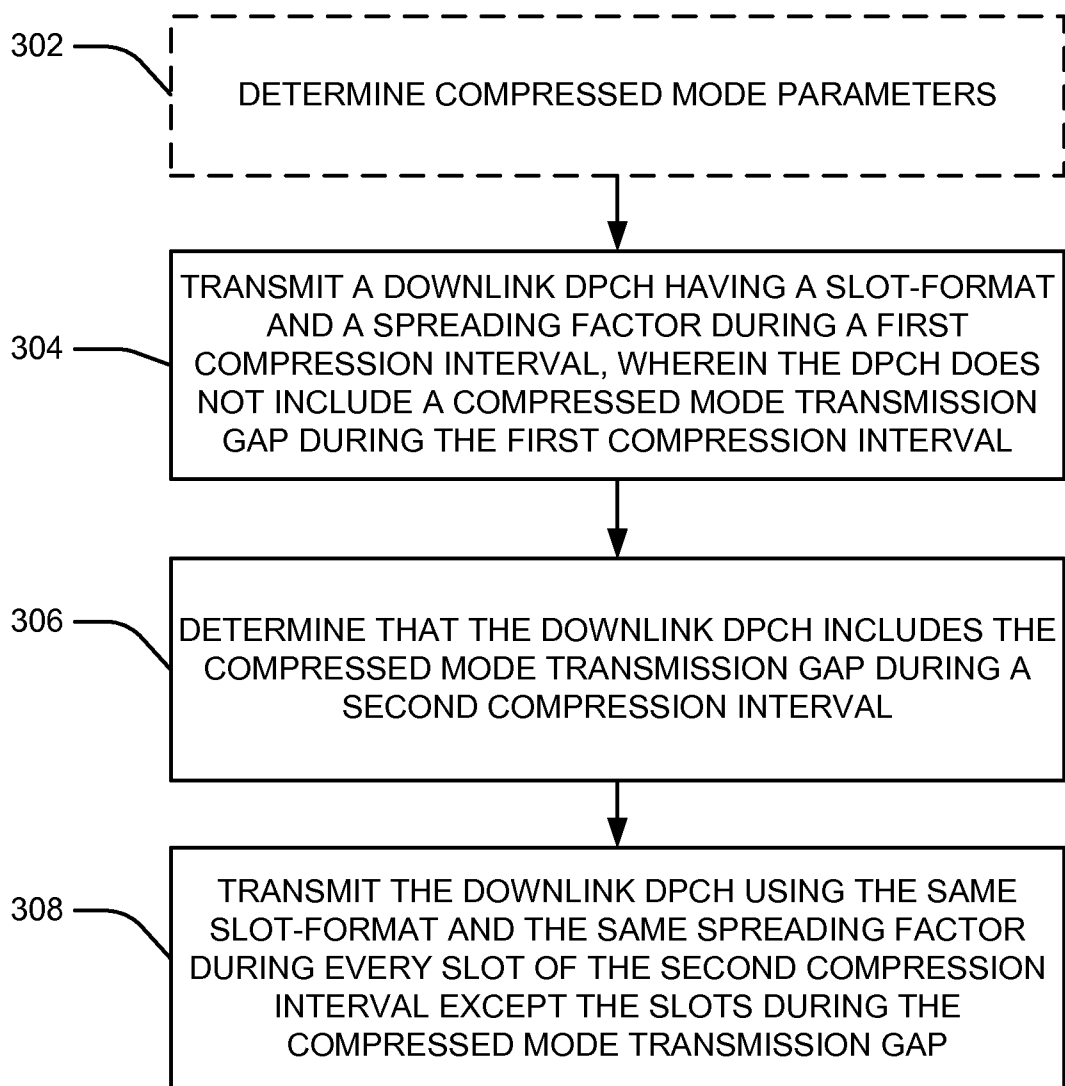 302
DETERMINE COMPRESSED MODE PARAMETERS
304
TRANSMIT A DOWNLINK DPCH HAVING A SLOT-FORMAT
AND A SPREADING FACTOR DURING A FIRST
COMPRESSION INTERVAL, WHEREIN THE DPCH DOES
NOT INCLUDE A COMPRESSED MODE TRANSMISSION
GAP DURING THE FIRST COMPRESSION INTERVAL
306
DETERMINE THAT THE DOWNLINK DPCH INCLUDES THE
COMPRESSED MODE TRANSMISSION GAP DURING A
SECOND COMPRESSION INTERVAL
308
TRANSMIT THE DOWNLINK DPCH USING THE SAME
SLOT-FORMAT AND THE SAME SPREADING FACTOR
DURING EVERY SLOT OF THE SECOND COMPRESSION
INTERVAL EXCEPT THE SLOTS DURING THE
COMPRESSED MODE TRANSMISSION GAP